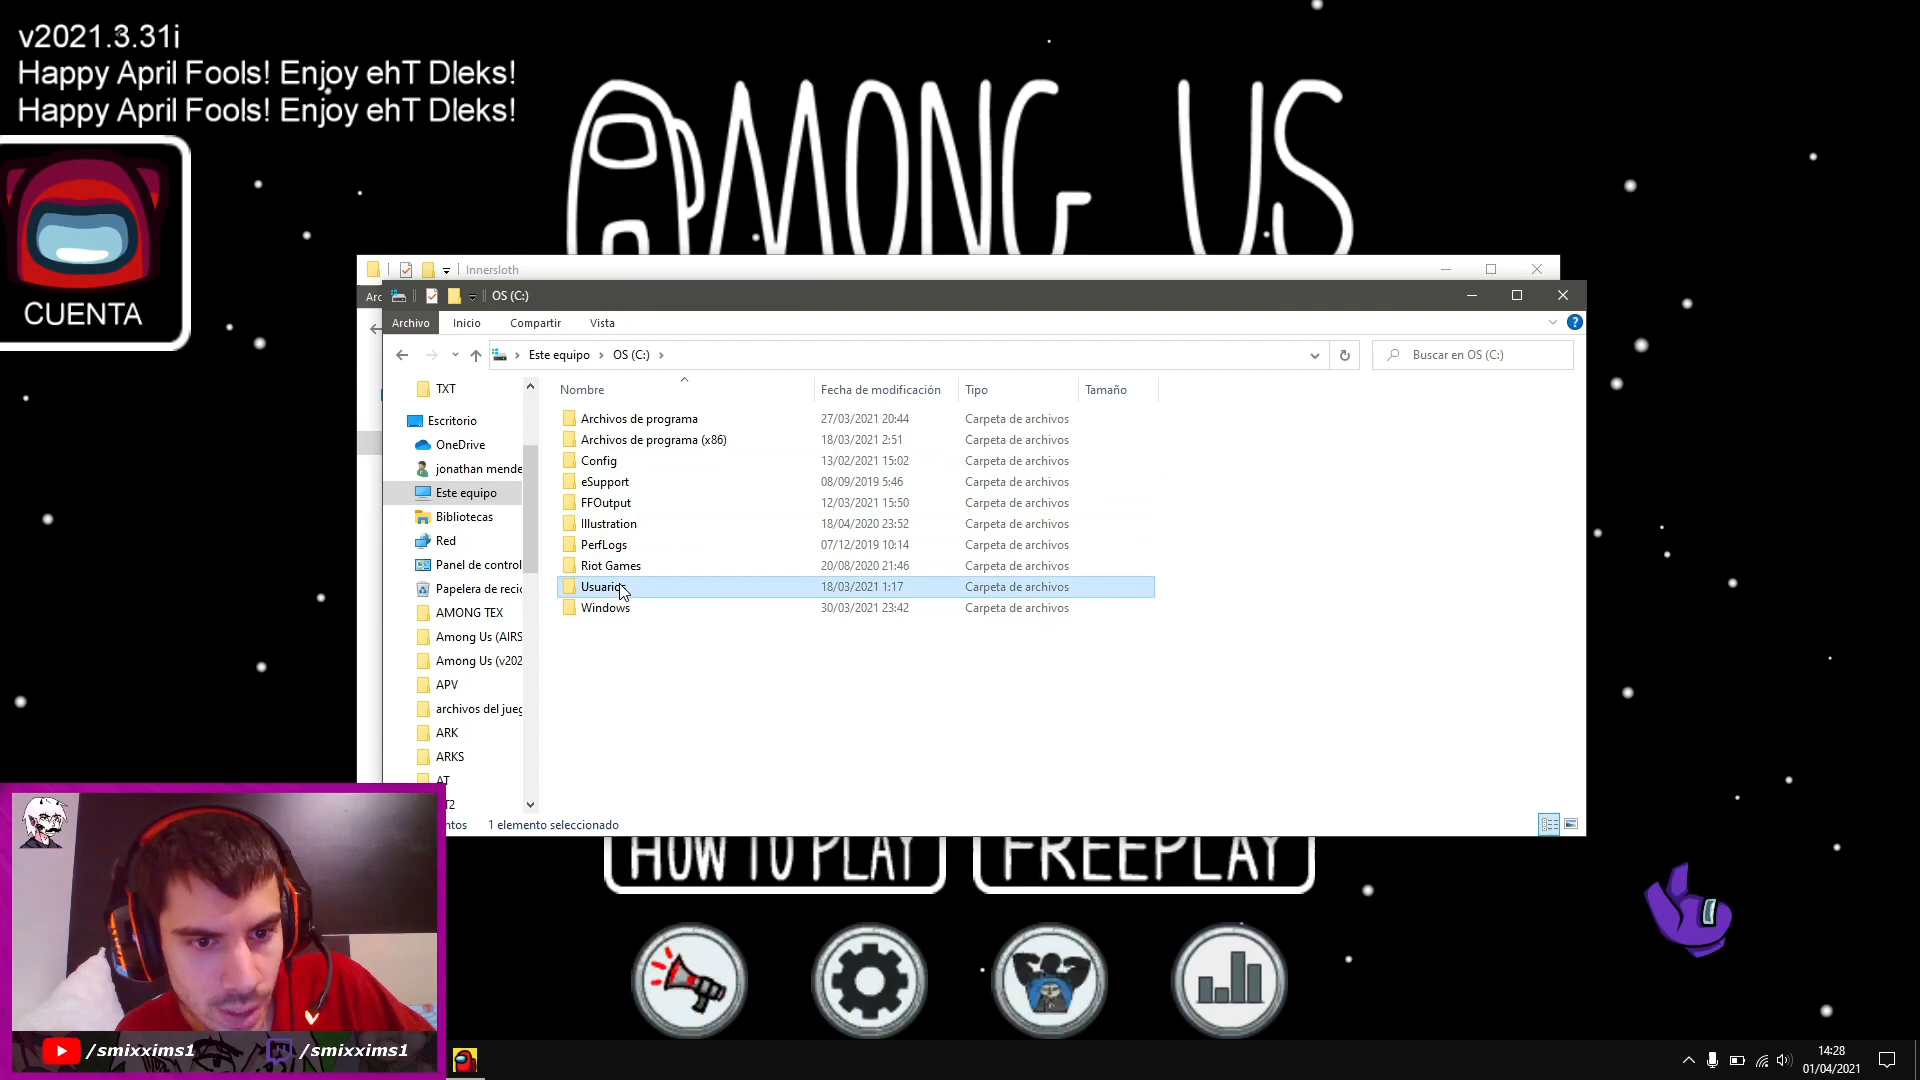 v2021.3.31i
Happy April Fools! Enjoy ehT Dleks!
Happy April Fools! Enjoy ehT Dleks!
AMONG US
CUENTA
Innersloth
OS (C:)
Archivo
Inicio
Compartir
Vista
Este equipo
OS (C:)
Buscar en OS (C:)
Nombre
Fecha de modificación
Tipo
Tamaño
Archivos de programa 27/03/2021 20:44 Carpeta de archivos
Archivos de programa (x86) 18/03/2021 2:51 Carpeta de archivos
Config 13/02/2021 15:02 Carpeta de archivos
eSupport 08/09/2019 5:46 Carpeta de archivos
FFOutput 12/03/2021 15:50 Carpeta de archivos
Illustration 18/04/2020 23:52 Carpeta de archivos
PerfLogs 07/12/2019 10:14 Carpeta de archivos
Riot Games 20/08/2020 21:46 Carpeta de archivos
Usuarios 18/03/2021 1:17 Carpeta de archivos
Windows 30/03/2021 23:42 Carpeta de archivos
TXT
Escritorio
OneDrive
jonathan mende
Este equipo
Bibliotecas
Red
Panel de control
Papelera de reci
AMONG TEX
Among Us (AIRS
Among Us (v202
APV
archivos del jueg
ARK
ARKS
AT
T2
ntos
1 elemento seleccionado
HOW TO PLAY
FREEPLAY
/smixxims1
/smixxims1
14:28
01/04/2021